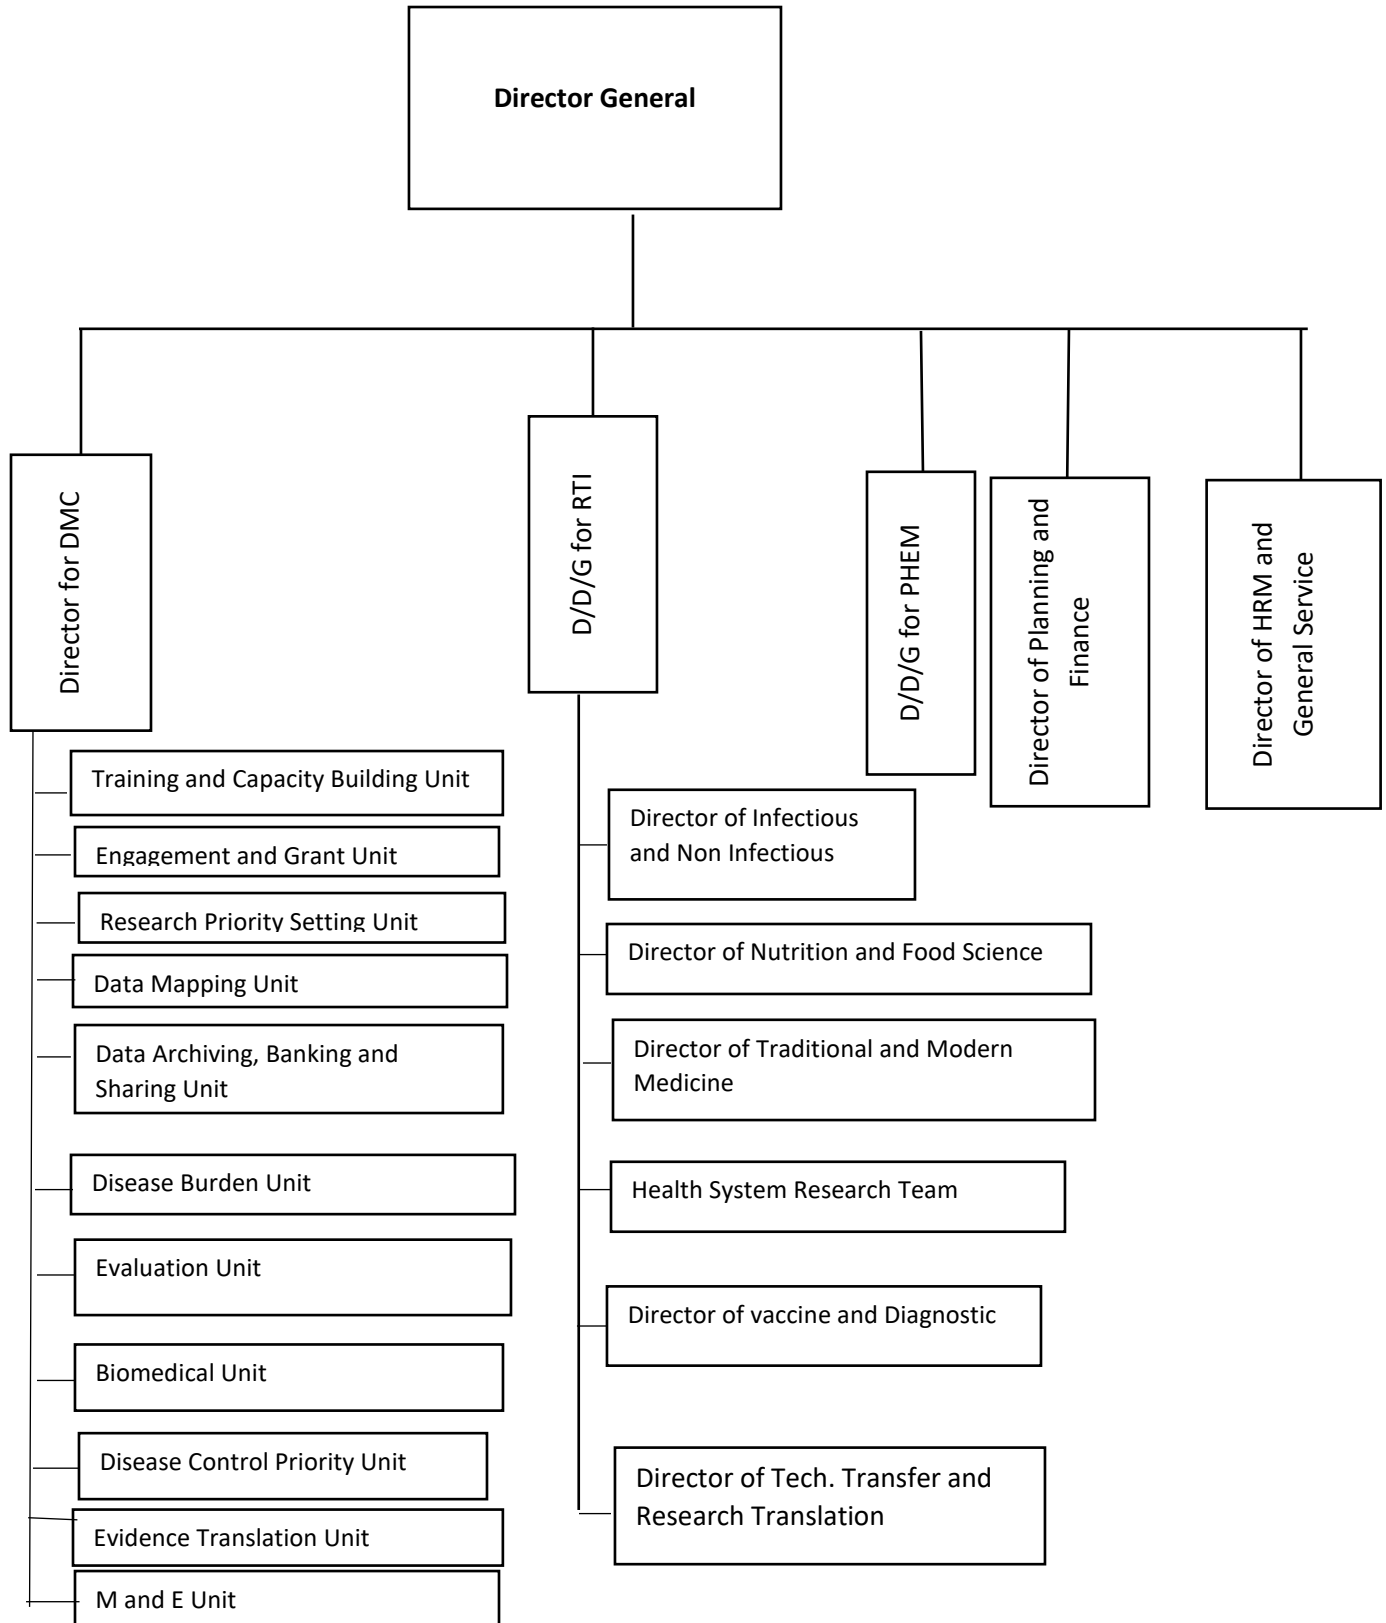 Director General
Director for DMC
D/D/G for RTI
D/D/G for PHEM
Director of Planning and
Finance
Director of HRM and
General Service
Training and Capacity Building Unit
Engagement and Grant Unit
Research Priority Setting Unit
Data Mapping Unit
Data Archiving, Banking and
Sharing Unit
Disease Burden Unit
Evaluation Unit
Biomedical Unit
Disease Control Priority Unit
Evidence Translation Unit
M and E Unit
Director of Infectious
and Non Infectious
Director of Nutrition and Food Science
Director of Traditional and Modern
Medicine
Health System Research Team
Director of vaccine and Diagnostic
Director of Tech. Transfer and
Research Translation